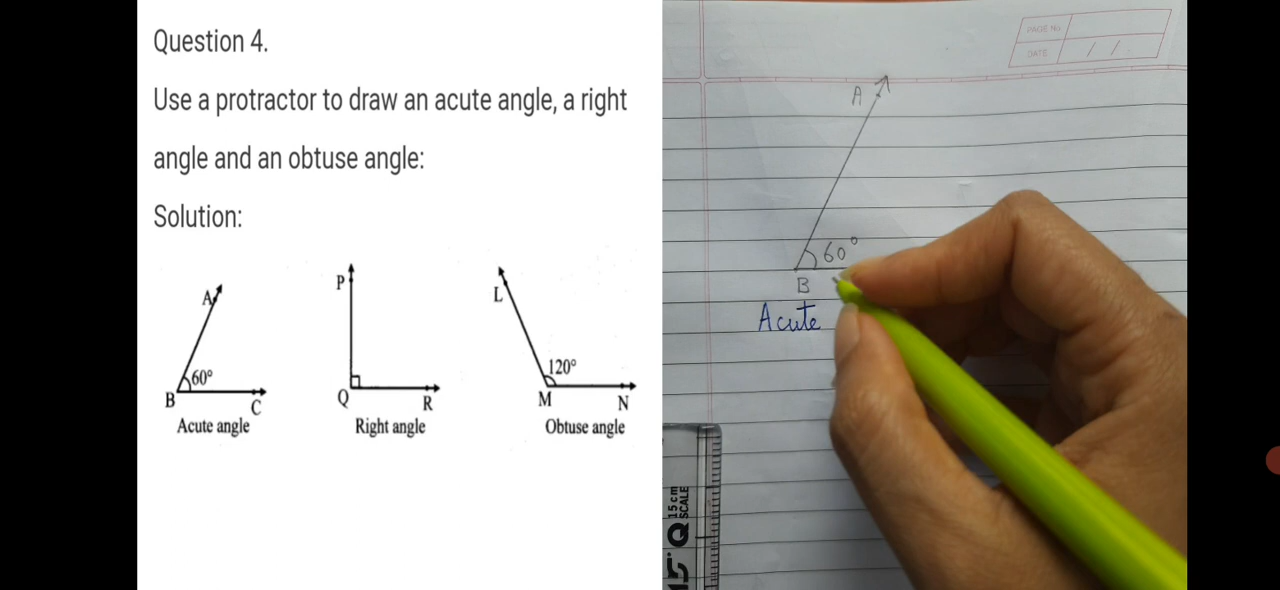 Question 4.
Use a protractor to draw an acute angle, a right
angle and an obtuse angle:
Solution:
A
60°
B
C
Acute angle
P
Q
R
Right angle
L
120°
M
N
Obtuse angle
PAGE No
DATE / /
A
60°
B
Acute
15 cm
SCALE